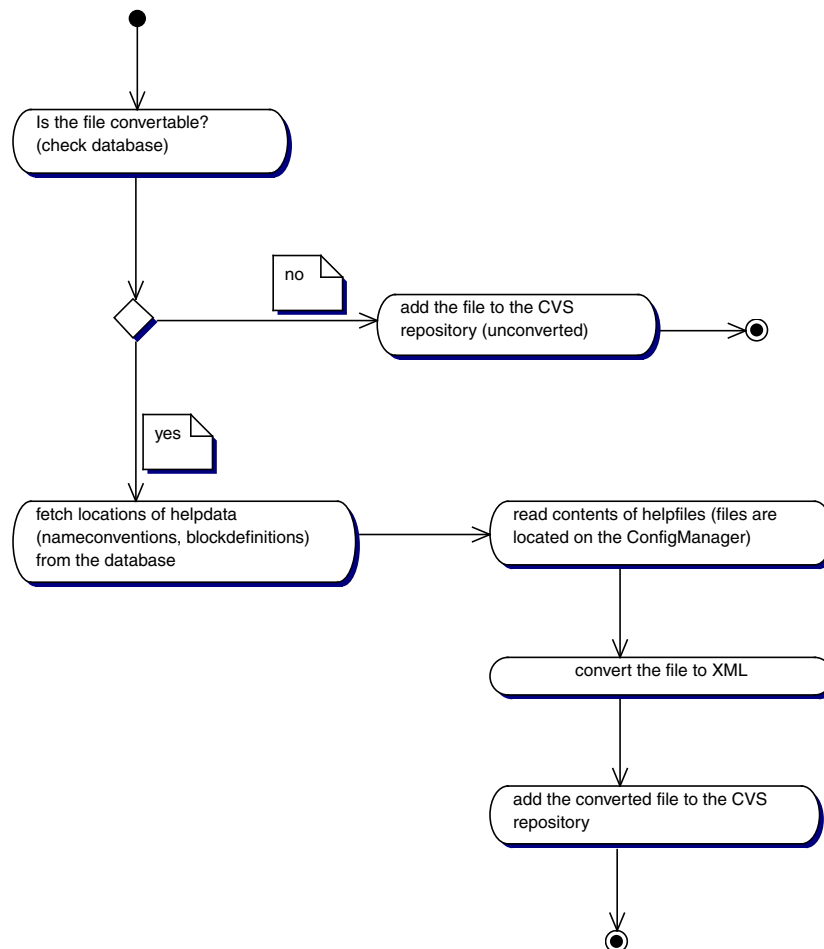 Is the file convertable?
(check database)
no
add the file to the CVS
repository (unconverted)
yes
fetch locations of helpdata
(nameconventions, blockdefinitions)
from the database
read contents of helpfiles (files are
located on the ConfigManager)
convert the file to XML
add the converted file to the CVS
repository